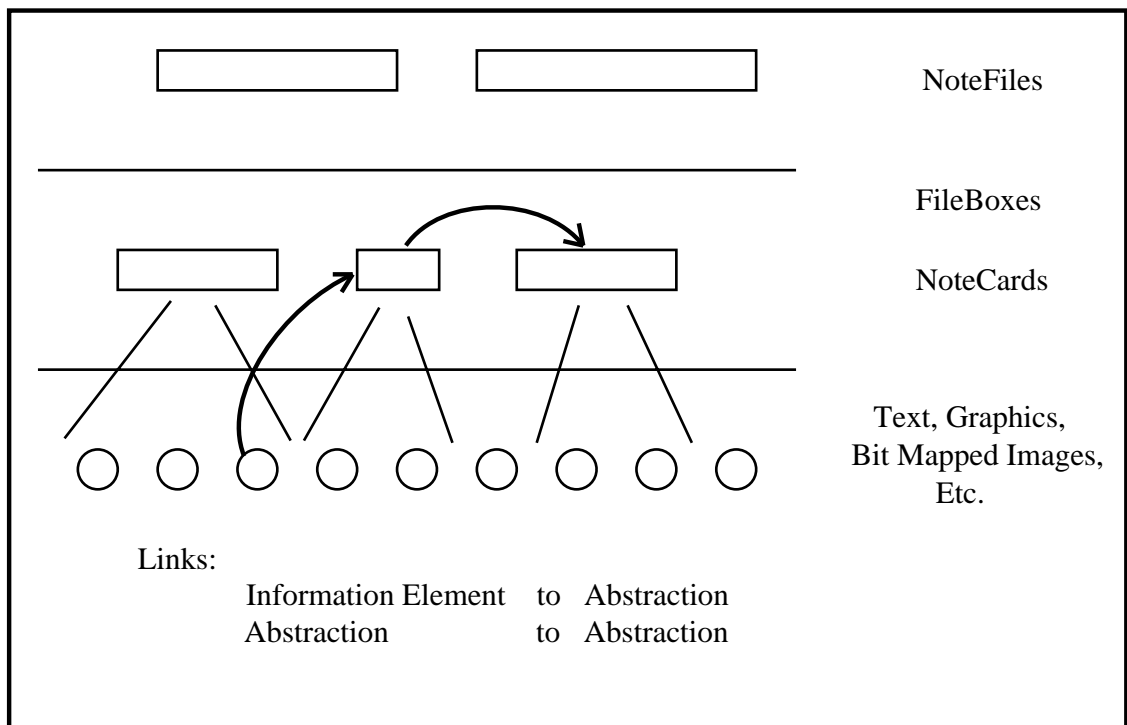 NoteFiles
FileBoxes
NoteCards
Text, Graphics,
Bit Mapped Images,
Etc.
Links:
Information Element to Abstraction
Abstraction to Abstraction